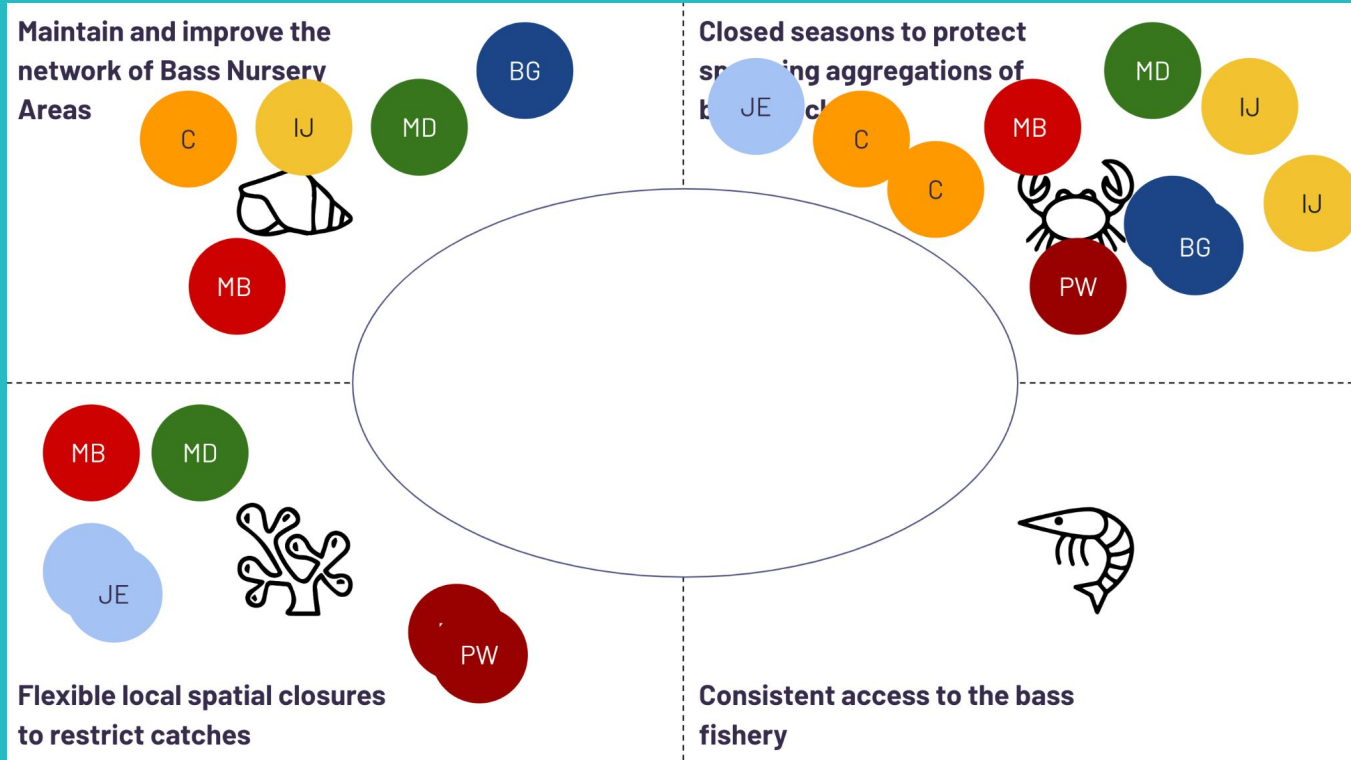 Maintain and improve the
network of Bass Nursery
Areas
BG
C
IJ
MD
MB
Closed seasons to protect
aggregations of
JE
C
C
MB
MD
IJ
IJ
BG
PW
MB
MD
JE
PW
Flexible local spatial closures
to restrict catches
Consistent access to the bass
fishery